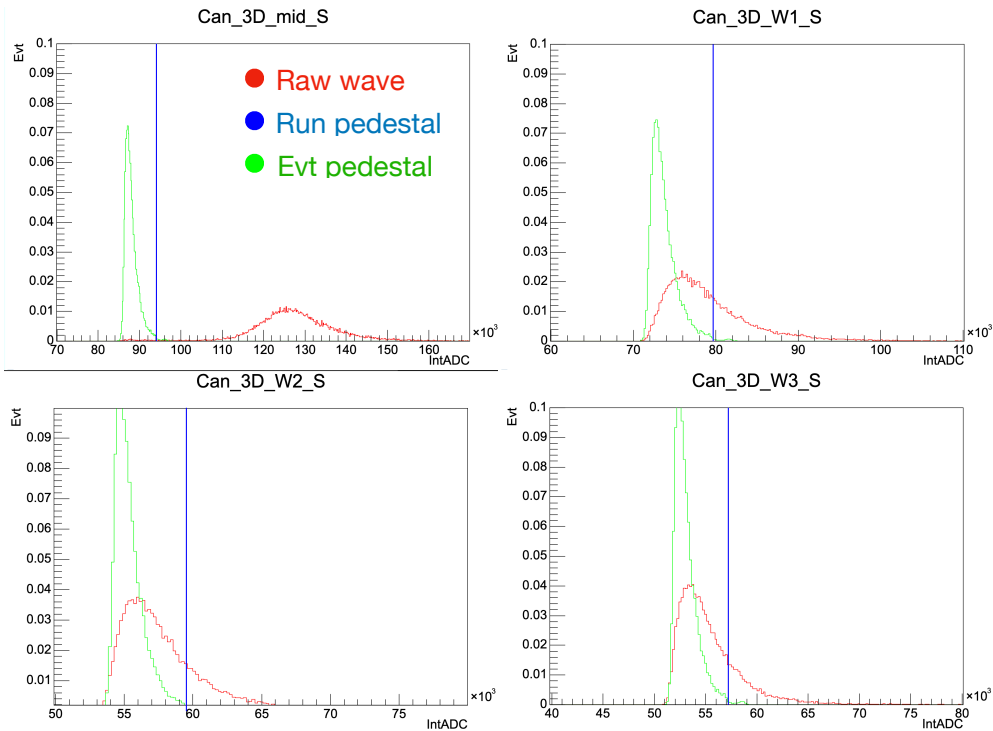 Can_3D_mid_S
Evt
0.1
0.09
0.08
0.07
0.06
0.05
0.04
0.03
0.02
0.01
0
Raw wave
Run pedestal
Evt pedestal
70 80 90 100 110 120 130 140 150 160
×10³
IntADC
Can_3D_W1_S
Evt
0.1
0.09
0.08
0.07
0.06
0.05
0.04
0.03
0.02
0.01
0
60 70 80 90 100 110
×10³
IntADC
Can_3D_W2_S
Evt
0.09
0.08
0.07
0.06
0.05
0.04
0.03
0.02
0.01
50 55 60 65 70 75
×10³
IntADC
Can_3D_W3_S
Evt
0.1
0.09
0.08
0.07
0.06
0.05
0.04
0.03
0.02
0.01
0
40 45 50 55 60 65 70 75 80
×10³
IntADC